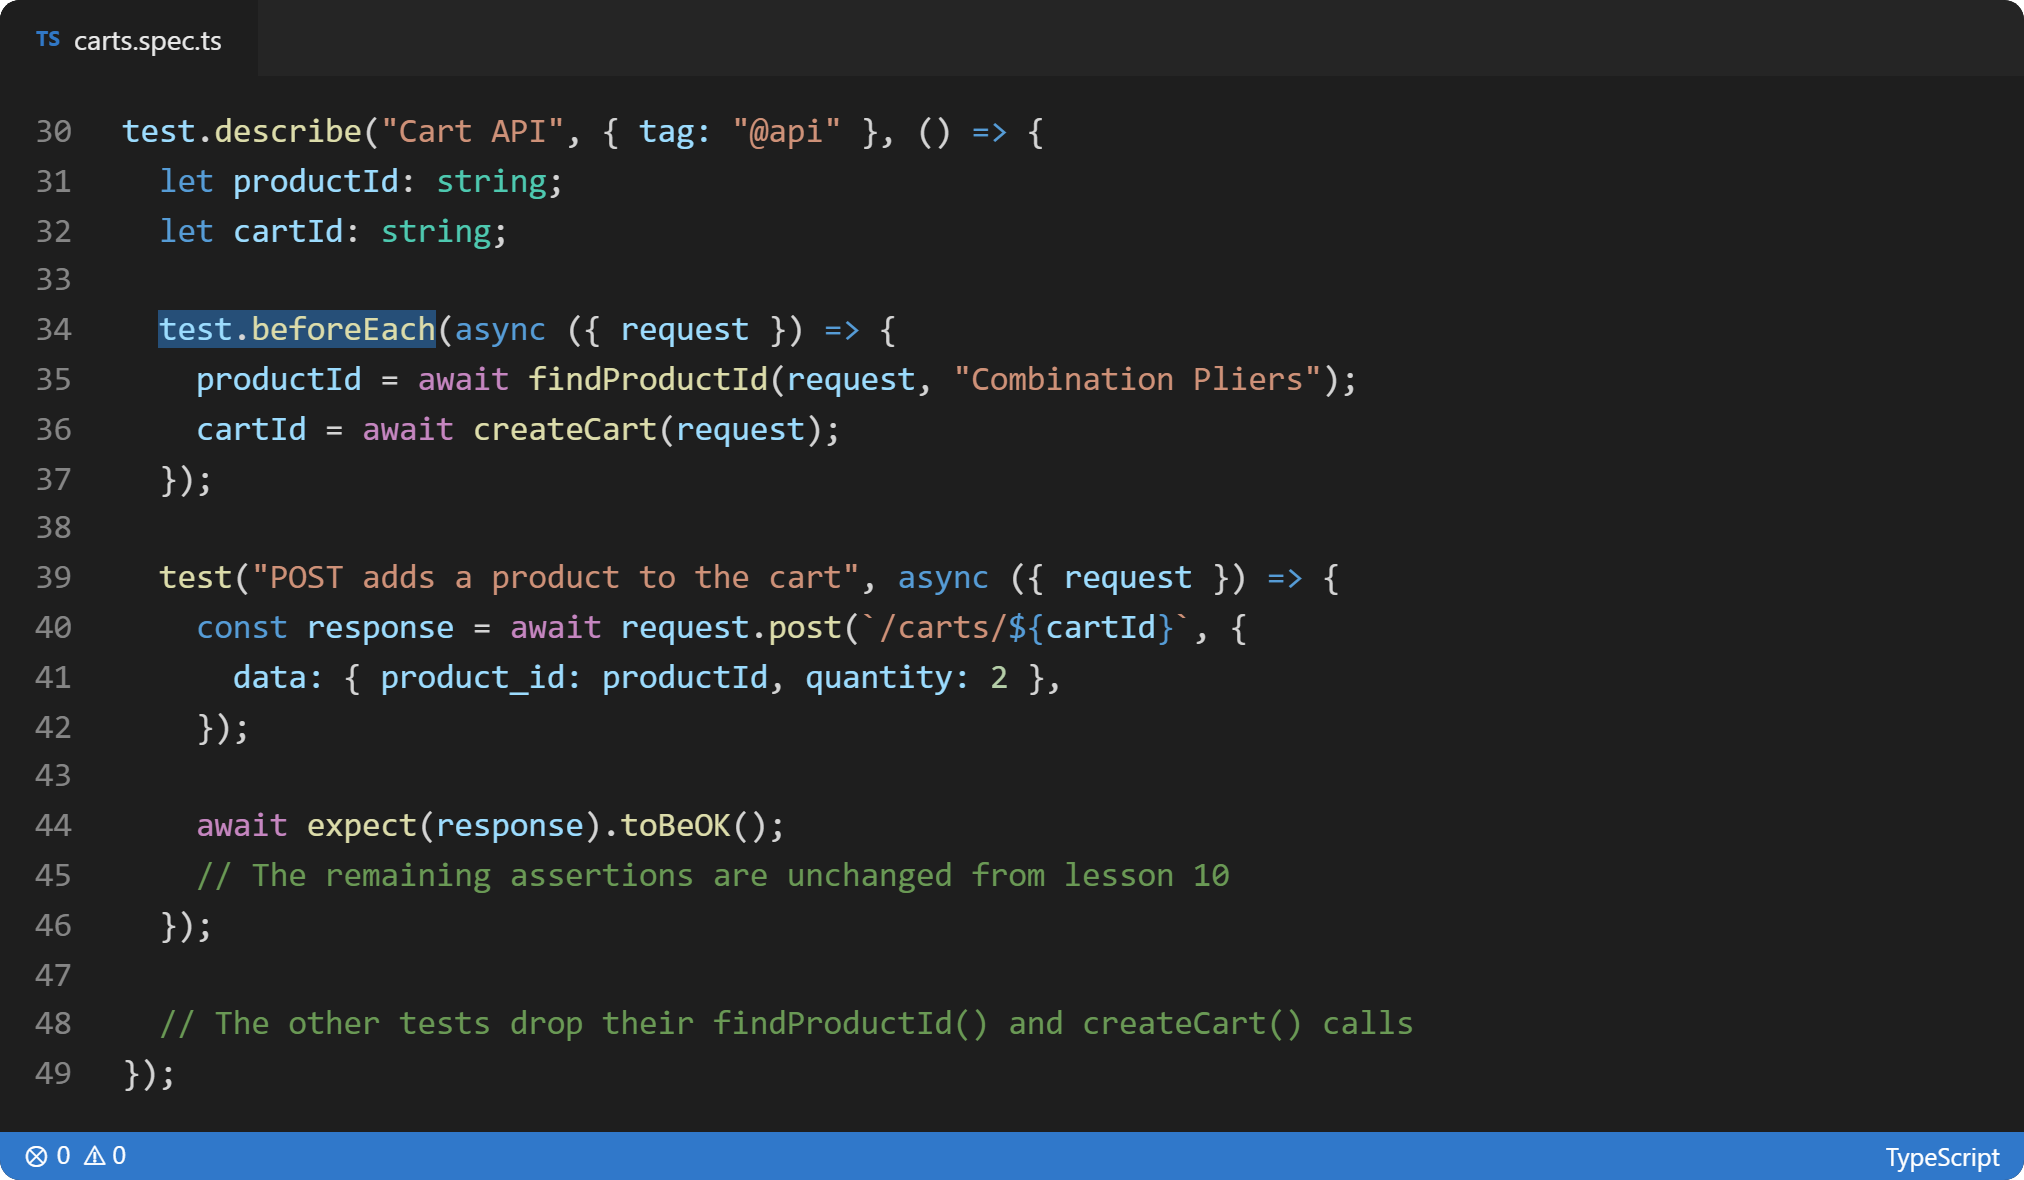 TS carts.spec.ts
30 test.describe("Cart API", { tag: "@api" }, () => {
31   let productId: string;
32   let cartId: string;
33
34   test.beforeEach(async ({ request }) => {
35     productId = await findProductId(request, "Combination Pliers");
36     cartId = await createCart(request);
37   });
38
39   test("POST adds a product to the cart", async ({ request }) => {
40     const response = await request.post(`/carts/${cartId}`, {
41       data: { product_id: productId, quantity: 2 },
42     });
43
44     await expect(response).toBeOK();
45     // The remaining assertions are unchanged from lesson 10
46   });
47
48   // The other tests drop their findProductId() and createCart() calls
49 });
0 0 TypeScript